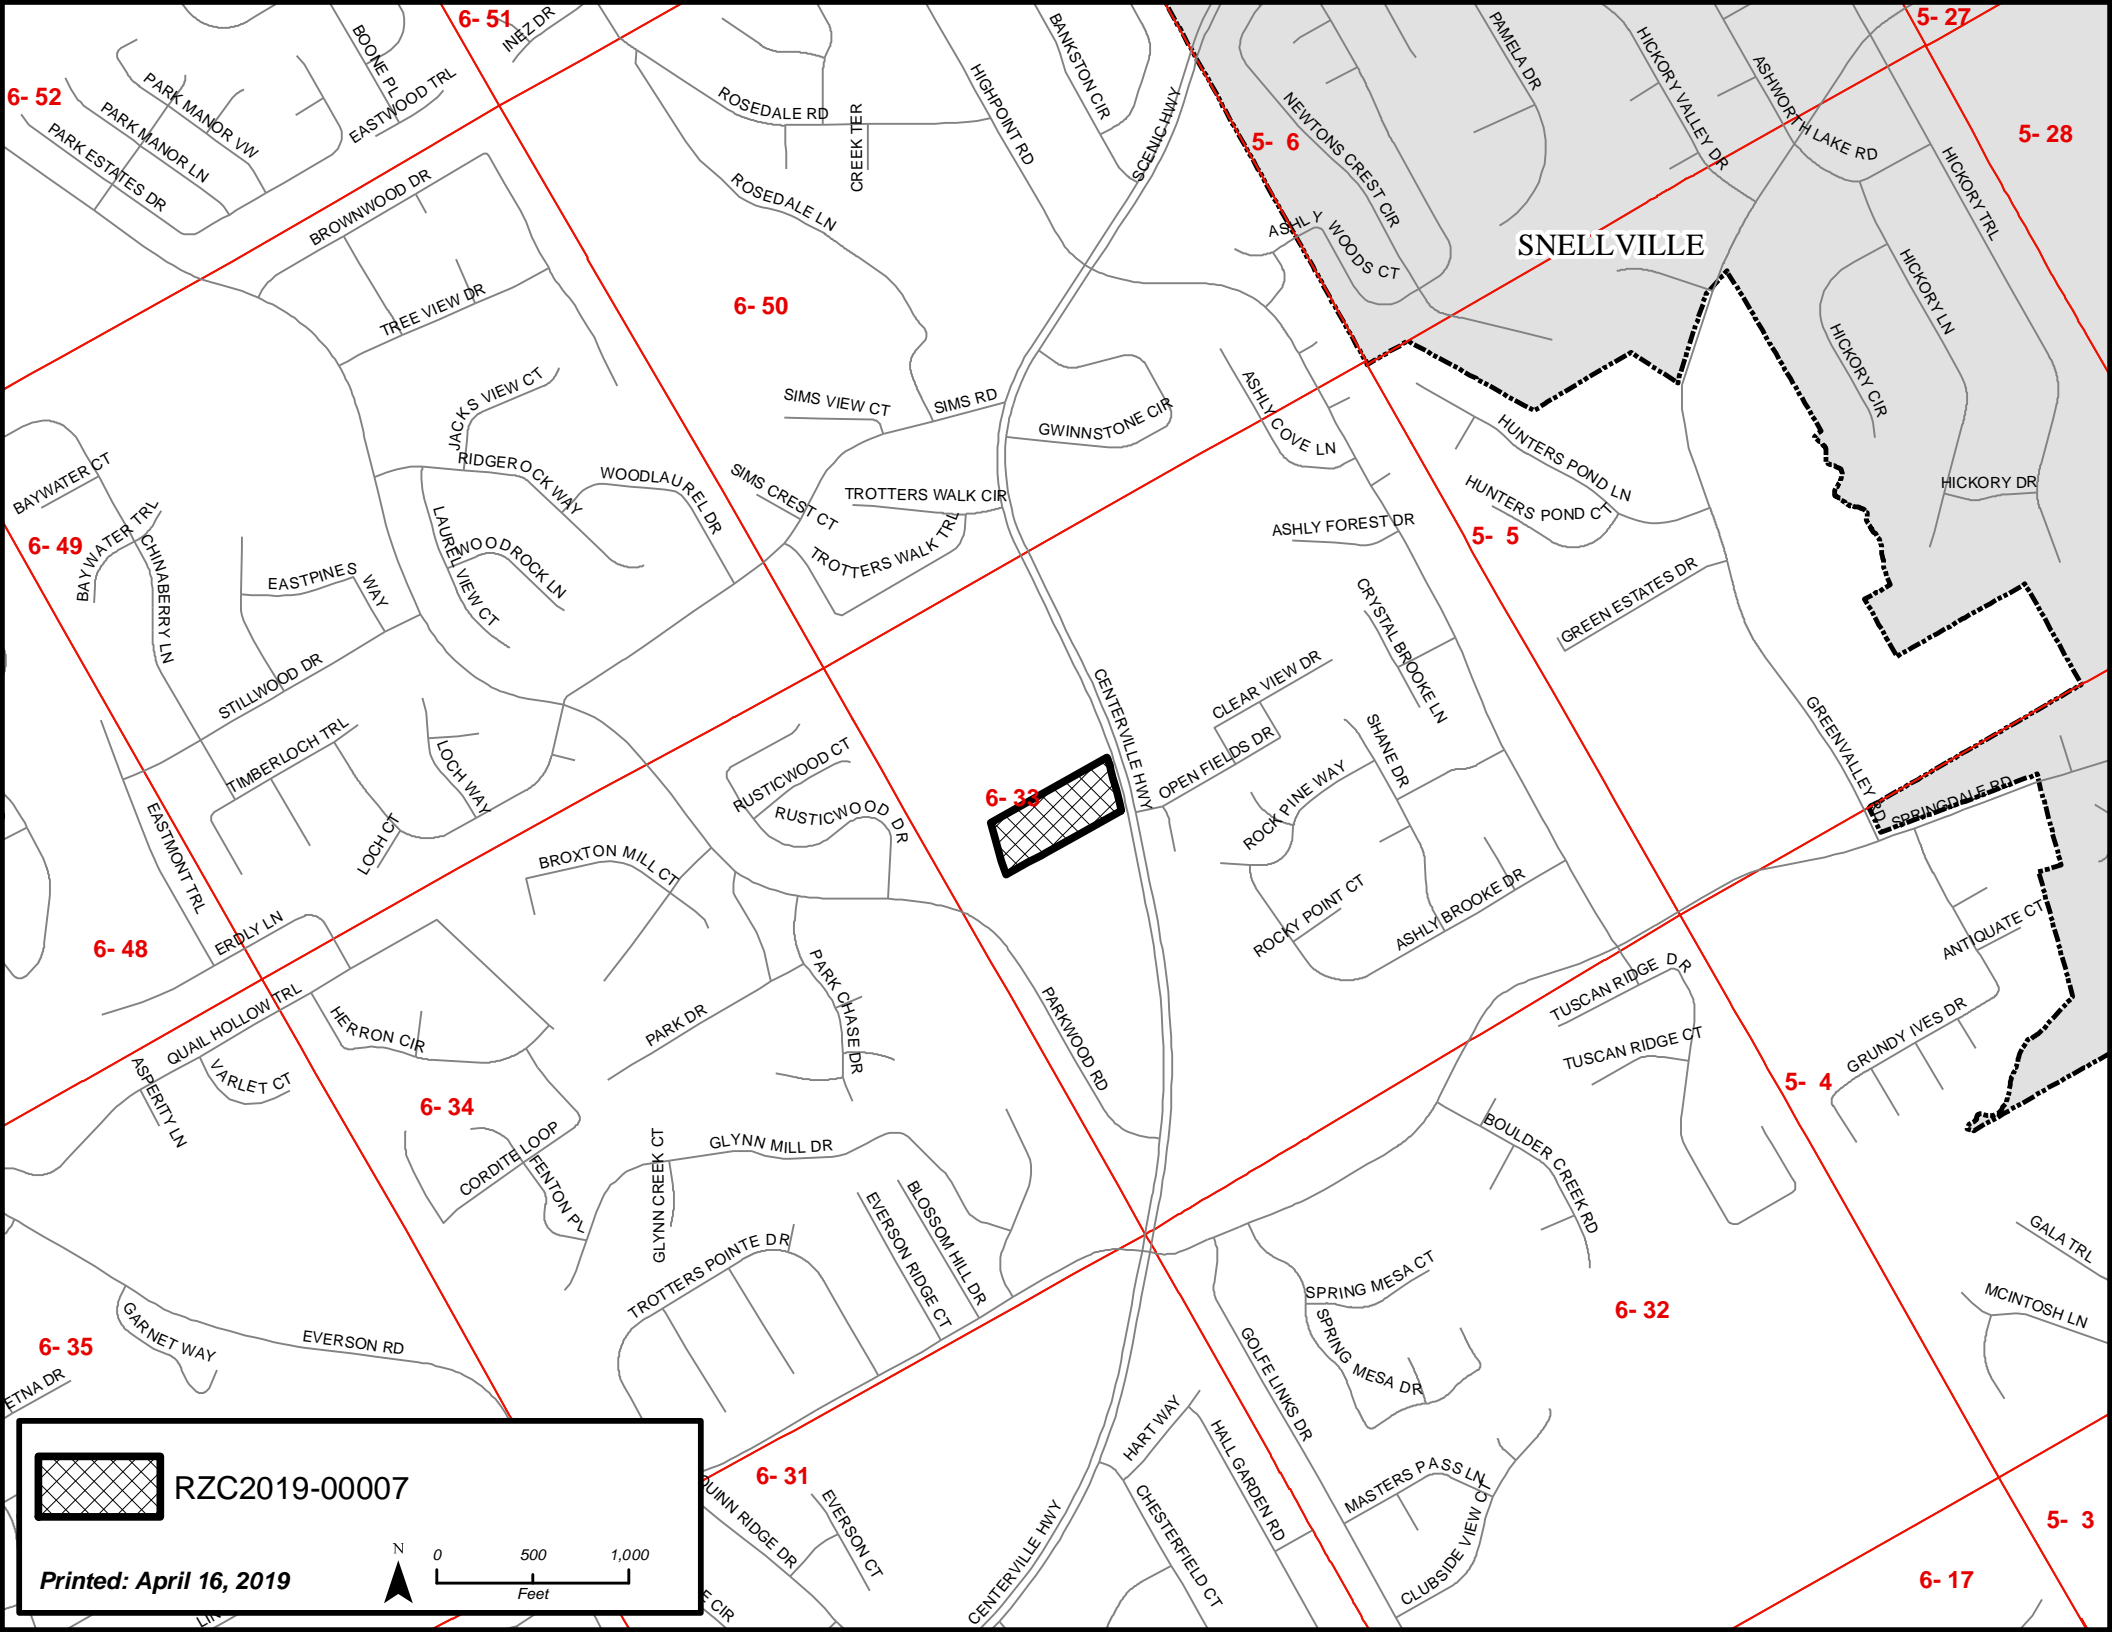 6- 51
INEZ DR
BOONE PL
EASTWOOD TRL
6- 52
PARK MANOR VW
PARK MANOR LN
PARK ESTATES DR
BROWNWOOD DR
TREE VIEW DR
ROSEDALE RD
CREEK TER
ROSEDALE LN
HIGHPOINT RD
BANKSTON CIR
SCENIC HWY
5- 6
NEWTONS CREST CIR
ASHLY WOODS CT
PAMELA DR
HICKORY VALLEY DR
ASHWORTH LAKE RD
5- 27
5- 28
HICKORY TRL
SNELLVILLE
HICKORY LN
HICKORY CIR
HICKORY DR
6- 50
JACKS VIEW CT
RIDGEROCK WAY
WOODLAUREL DR
LAUREL VIEW CT
WOODROCK LN
SIMS VIEW CT
SIMS RD
SIMS CREST CT
TROTTERS WALK CIR
TROTTERS WALK TRL
GWINNSTONE CIR
ASHLY COVE LN
ASHLY FOREST DR
HUNTERS POND LN
HUNTERS POND CT
5- 5
GREEN ESTATES DR
CRYSTAL BROOKE LN
BAYWATER CT
BAYWATER TRL
6- 49
CHINABERRY LN
EASTPINES WAY
STILLWOOD DR
TIMBERLOCH TRL
LOCH WAY
LOCH CT
EASTMONT TRL
ERDLY LN
6- 48
RUSTICWOOD CT
RUSTICWOOD DR
BROXTON MILL CT
6- 33
CENTERVILLE HWY
CLEAR VIEW DR
OPEN FIELDS DR
SHANE DR
ROCK PINE WAY
ROCKY POINT CT
ASHLY BROOKE DR
GREENVALLEY RD
SPRINGDALE RD
ANTIQUATE CT
GRUNDY IVES DR
TUSCAN RIDGE DR
TUSCAN RIDGE CT
5- 4
QUAIL HOLLOW TRL
HERRON CIR
VARLET CT
ASPERITY LN
PARK DR
PARK CHASE DR
PARKWOOD RD
6- 34
CORDITE LOOP
FENTON PL
GLYNN CREEK CT
GLYNN MILL DR
TROTTERS POINTE DR
EVERSON RIDGE CT
BLOSSOM HILL DR
BOULDER CREEK RD
GALA TRL
MCINTOSH LN
SPRING MESA CT
SPRING MESA DR
6- 32
GOLFE LINKS DR
6- 35
GARNET WAY
EVERSON RD
ETNA DR
HART WAY
HALL GARDEN RD
CHESTERFIELD CT
MASTERS PASS LN
CLUBSIDE VIEW CT
6- 31
QUINN RIDGE DR
EVERSON CT
CENTERVILLE HWY
E CIR
LIN
5- 3
6- 17
RZC2019-00007
N
0 500 1,000
Feet
Printed: April 16, 2019